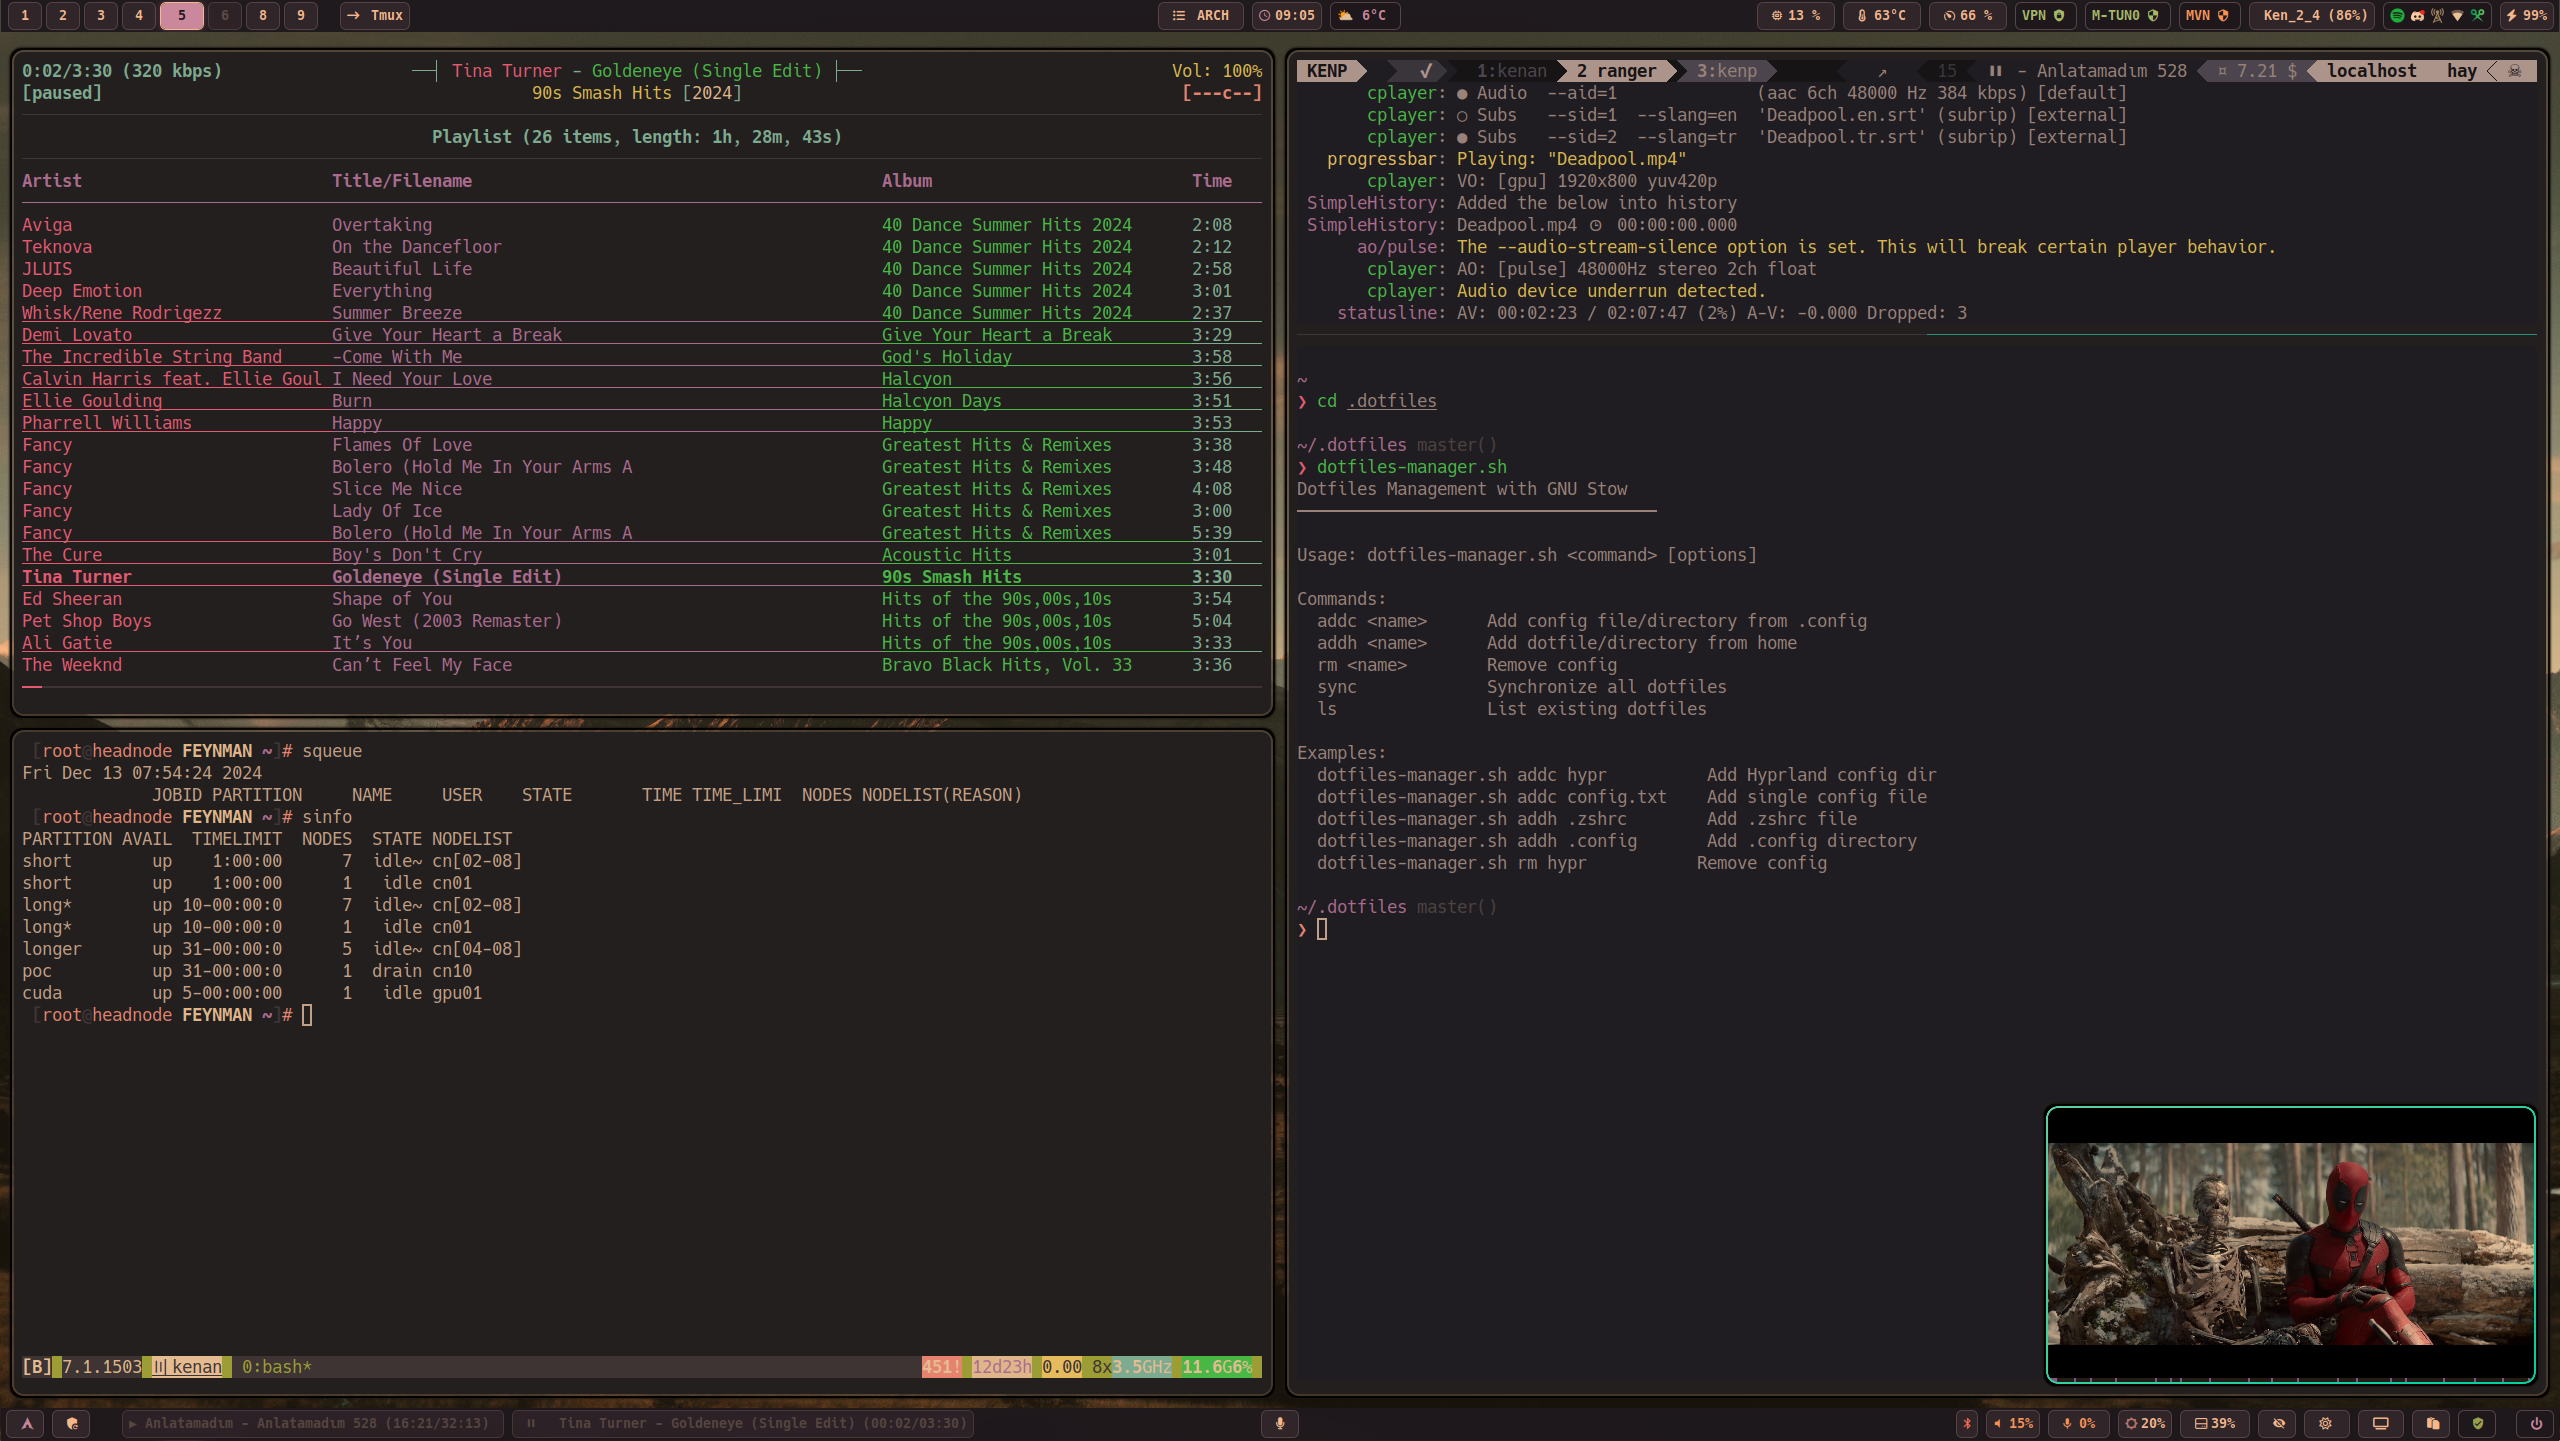 1 2 3 4 5 6 8 9 → Tmux
ARCH 09:05 6°C
13 % 63°C 66 % VPN M-TUN0 MVN Ken_2_4 (86%) 99%
0:02/3:30 (320 kbps) Tina Turner - Goldeneye (Single Edit) Vol: 100%
[paused] 90s Smash Hits [2024] [---c--]
Playlist (26 items, length: 1h, 28m, 43s)
Artist Title/Filename Album Time
Aviga Overtaking 40 Dance Summer Hits 2024 2:08
Teknova On the Dancefloor 40 Dance Summer Hits 2024 2:12
JLUIS Beautiful Life 40 Dance Summer Hits 2024 2:58
Deep Emotion Everything 40 Dance Summer Hits 2024 3:01
Whisk/Rene Rodrigezz Summer Breeze 40 Dance Summer Hits 2024 2:37
Demi Lovato Give Your Heart a Break Give Your Heart a Break 3:29
The Incredible String Band -Come With Me God's Holiday 3:58
Calvin Harris feat. Ellie Goul I Need Your Love Halcyon 3:56
Ellie Goulding Burn Halcyon Days 3:51
Pharrell Williams Happy Happy 3:53
Fancy Flames Of Love Greatest Hits & Remixes 3:38
Fancy Bolero (Hold Me In Your Arms A Greatest Hits & Remixes 3:48
Fancy Slice Me Nice Greatest Hits & Remixes 4:08
Fancy Lady Of Ice Greatest Hits & Remixes 3:00
Fancy Bolero (Hold Me In Your Arms A Greatest Hits & Remixes 5:39
The Cure Boy's Don't Cry Acoustic Hits 3:01
Tina Turner Goldeneye (Single Edit) 90s Smash Hits 3:30
Ed Sheeran Shape of You Hits of the 90s,00s,10s 3:54
Pet Shop Boys Go West (2003 Remaster) Hits of the 90s,00s,10s 5:04
Ali Gatie It’s You Hits of the 90s,00s,10s 3:33
The Weeknd Can’t Feel My Face Bravo Black Hits, Vol. 33 3:36
[root@headnode FEYNMAN ~]# squeue
Fri Dec 13 07:54:24 2024
JOBID PARTITION NAME USER STATE TIME TIME_LIMI NODES NODELIST(REASON)
[root@headnode FEYNMAN ~]# sinfo
PARTITION AVAIL TIMELIMIT NODES STATE NODELIST
short up 1:00:00 7 idle~ cn[02-08]
short up 1:00:00 1 idle cn01
long* up 10-00:00:0 7 idle~ cn[02-08]
long* up 10-00:00:0 1 idle cn01
longer up 31-00:00:0 5 idle~ cn[04-08]
poc up 31-00:00:0 1 drain cn10
cuda up 5-00:00:00 1 idle gpu01
[root@headnode FEYNMAN ~]#
[B] 7.1.1503 kenan 0:bash* 451! 12d23h 0.00 8x3.5GHz 11.6G6%
KENP ✓ 1:kenan 2 ranger 3:kenp ↗ 15 - Anlatamadım 528 ¤ 7.21 $ localhost hay ☠
cplayer: ● Audio --aid=1 (aac 6ch 48000 Hz 384 kbps) [default]
cplayer: ○ Subs --sid=1 --slang=en 'Deadpool.en.srt' (subrip) [external]
cplayer: ● Subs --sid=2 --slang=tr 'Deadpool.tr.srt' (subrip) [external]
progressbar: Playing: "Deadpool.mp4"
cplayer: VO: [gpu] 1920x800 yuv420p
SimpleHistory: Added the below into history
SimpleHistory: Deadpool.mp4 ⏲ 00:00:00.000
ao/pulse: The --audio-stream-silence option is set. This will break certain player behavior.
cplayer: AO: [pulse] 48000Hz stereo 2ch float
cplayer: Audio device underrun detected.
statusline: AV: 00:02:23 / 02:07:47 (2%) A-V: -0.000 Dropped: 3
~
❯ cd .dotfiles
~/.dotfiles master()
❯ dotfiles-manager.sh
Dotfiles Management with GNU Stow
Usage: dotfiles-manager.sh <command> [options]
Commands:
addc <name> Add config file/directory from .config
addh <name> Add dotfile/directory from home
rm <name> Remove config
sync Synchronize all dotfiles
ls List existing dotfiles
Examples:
dotfiles-manager.sh addc hypr Add Hyprland config dir
dotfiles-manager.sh addc config.txt Add single config file
dotfiles-manager.sh addh .zshrc Add .zshrc file
dotfiles-manager.sh addh .config Add .config directory
dotfiles-manager.sh rm hypr Remove config
~/.dotfiles master()
❯
▶ Anlatamadım - Anlatamadım 528 (16:21/32:13) Tina Turner - Goldeneye (Single Edit) (00:02/03:30)
15% 0% 20% 39%